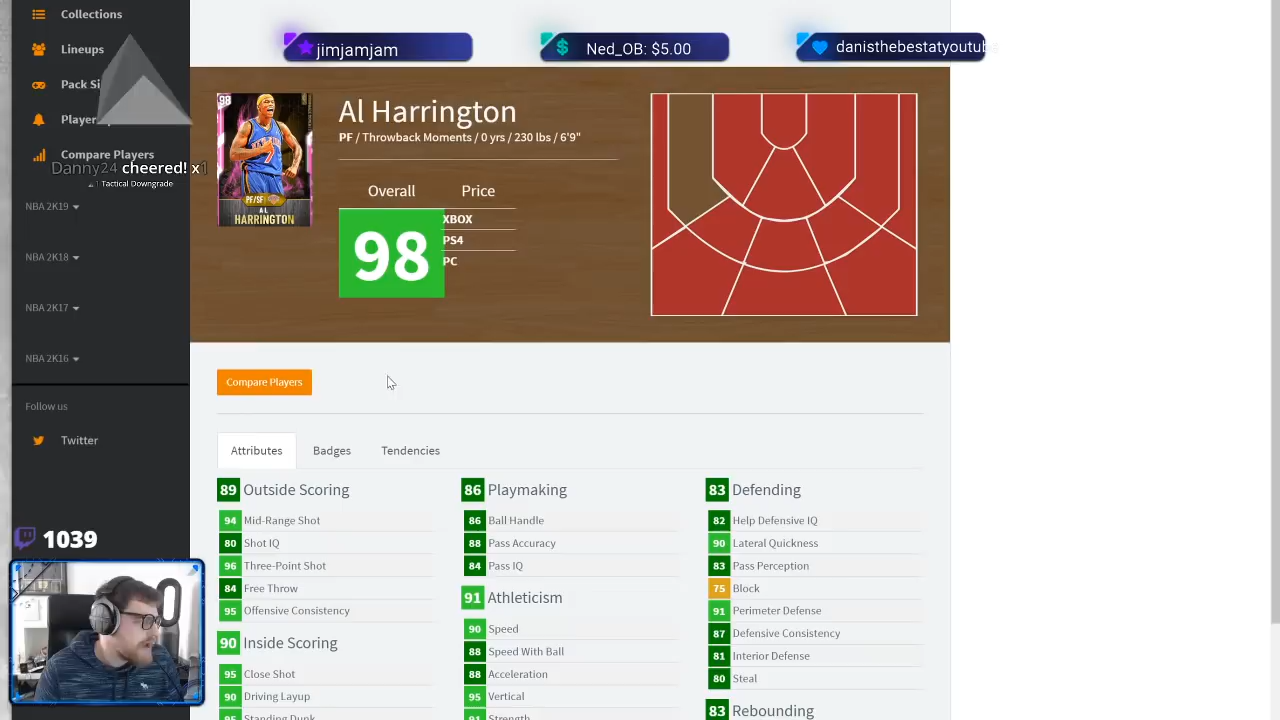 Collections
Lineups
Pack Si
Player
Compare Players
Danny24 cheered! x1
1 Tactical Downgrade
NBA 2K19
NBA 2K18
NBA 2K17
NBA 2K16
Follow us
Twitter
1039
jimjamjam
Ned_OB: $5.00
danisthebestatyoutube
98
PF/SF
AL
HARRINGTON
Al Harrington
PF / Throwback Moments / 0 yrs / 230 lbs / 6'9"
Overall
Price
98
XBOX
PS4
PC
Compare Players
Attributes
Badges
Tendencies
89 Outside Scoring
94 Mid-Range Shot
80 Shot IQ
96 Three-Point Shot
84 Free Throw
95 Offensive Consistency
90 Inside Scoring
95 Close Shot
90 Driving Layup
95 Standing Dunk
86 Playmaking
86 Ball Handle
88 Pass Accuracy
84 Pass IQ
91 Athleticism
90 Speed
88 Speed With Ball
88 Acceleration
95 Vertical
91 Strength
83 Defending
82 Help Defensive IQ
90 Lateral Quickness
83 Pass Perception
75 Block
91 Perimeter Defense
87 Defensive Consistency
81 Interior Defense
80 Steal
83 Rebounding